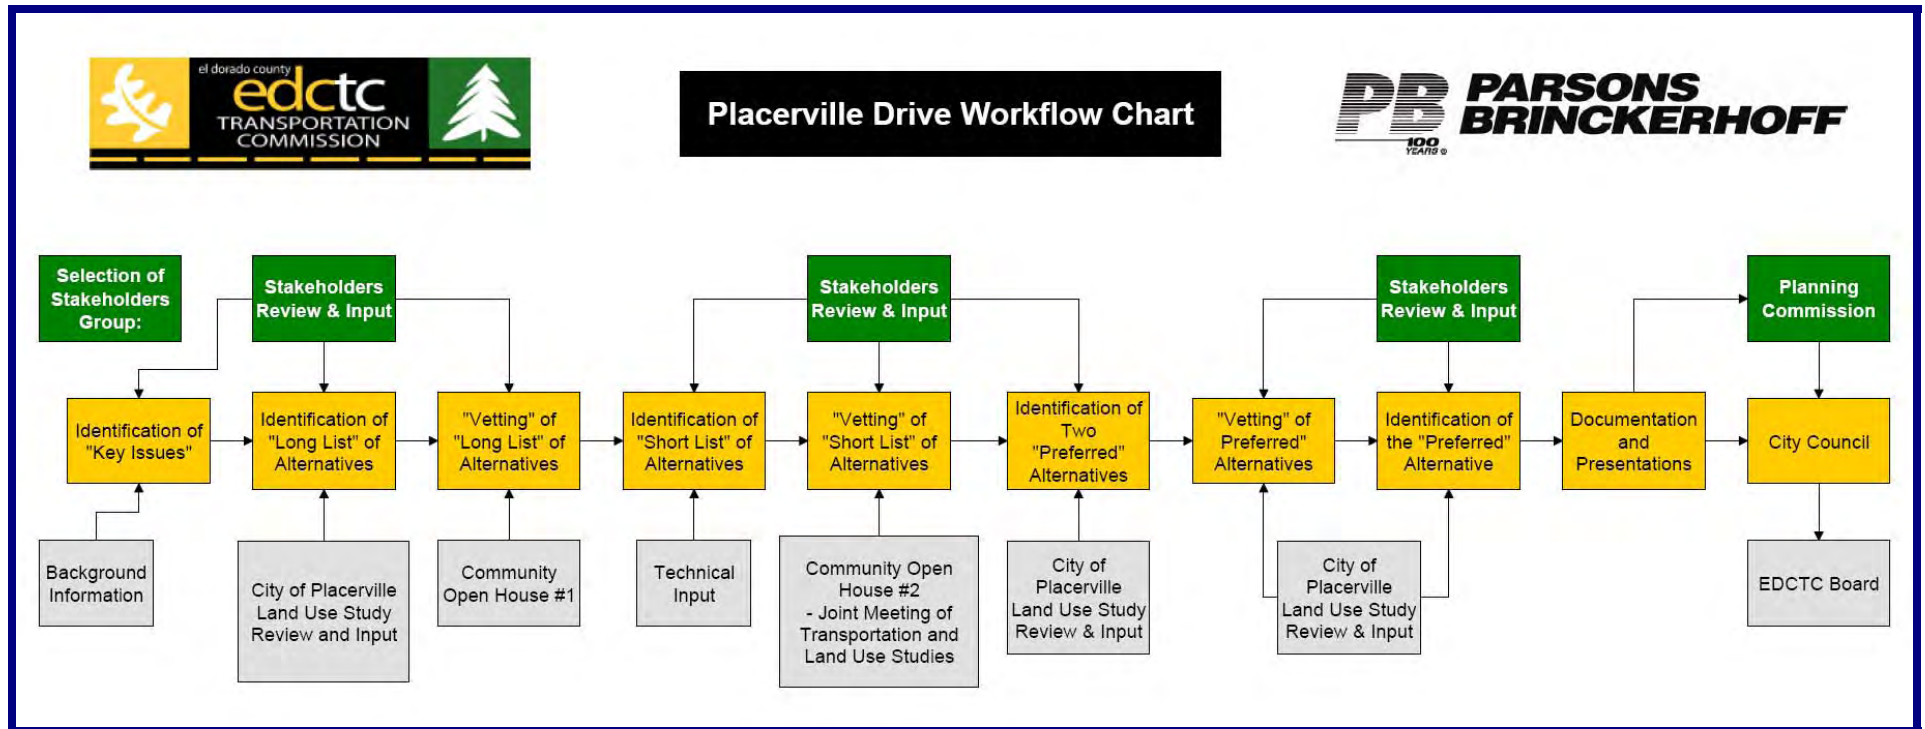 el dorado county
edctc
TRANSPORTATION
COMMISSION
Placerville Drive Workflow Chart
PB
100
YEARS ®
PARSONS
BRINCKERHOFF
Selection of
Stakeholders
Group:
Stakeholders
Review & Input
Stakeholders
Review & Input
Stakeholders
Review & Input
Planning
Commission
Identification of
"Key Issues"
Identification of
"Long List" of
Alternatives
"Vetting" of
"Long List" of
Alternatives
Identification of
"Short List" of
Alternatives
"Vetting" of
"Short List" of
Alternatives
Identification of
Two
"Preferred"
Alternatives
"Vetting" of
Preferred"
Alternatives
Identification of
the "Preferred"
Alternative
Documentation
and
Presentations
City Council
Background
Information
City of Placerville
Land Use Study
Review and Input
Community
Open House #1
Technical
Input
Community Open
House #2
- Joint Meeting of
Transportation and
Land Use Studies
City of
Placerville
Land Use Study
Review & Input
City of
Placerville
Land Use Study
Review & Input
EDCTC Board